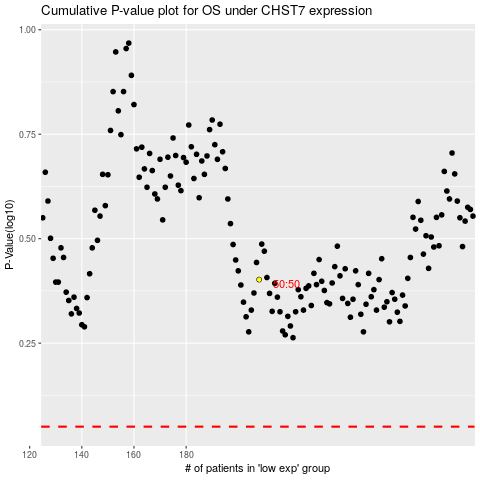 Cumulative P-value plot for OS under CHST7 expression
1.00
0.75
0.50
0.25
P-Value(log10)
50:50
120 140 160 180
# of patients in 'low exp' group